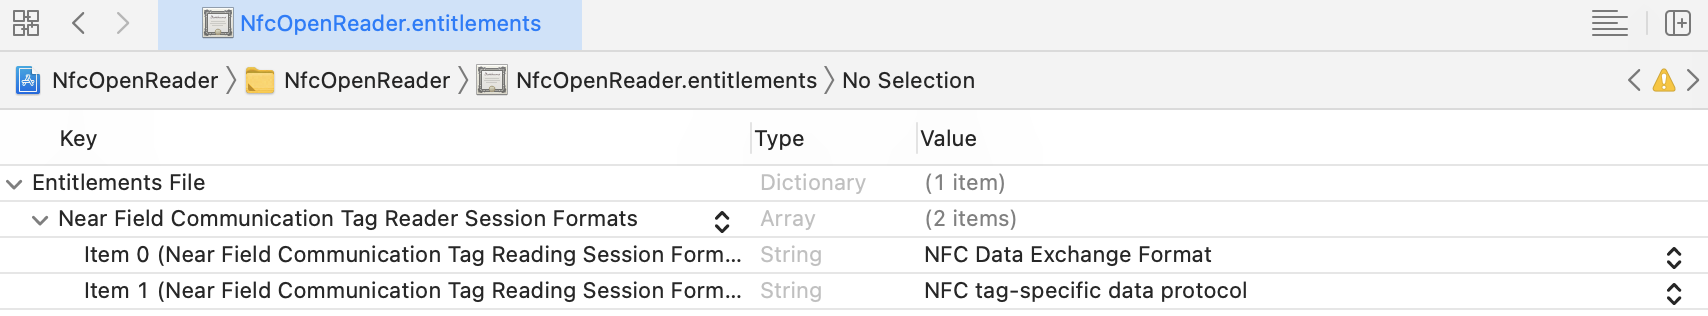 NfcOpenReader.entitlements
NfcOpenReader NfcOpenReader NfcOpenReader.entitlements No Selection
Key Type Value
Entitlements File Dictionary (1 item)
Near Field Communication Tag Reader Session Formats Array (2 items)
Item 0 (Near Field Communication Tag Reading Session Form... String NFC Data Exchange Format
Item 1 (Near Field Communication Tag Reading Session Form... String NFC tag-specific data protocol